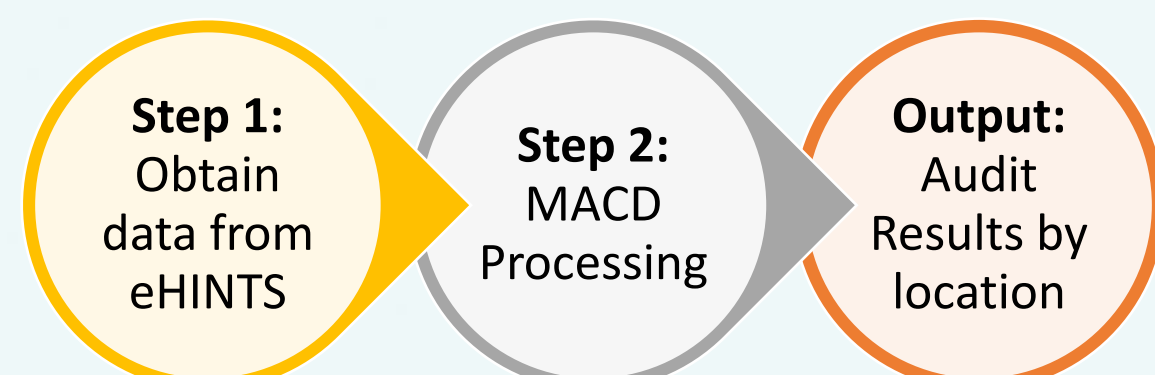 Step 1:
Obtain
data from
eHINTS
Step 2:
MACD
Processing
Output:
Audit
Results by
location